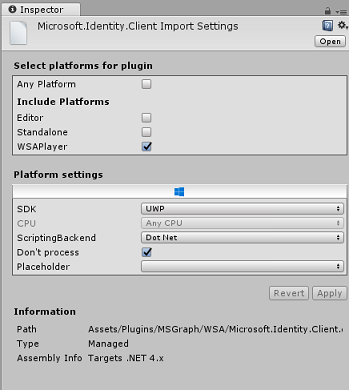 Inspector
Microsoft.Identity.Client Import Settings
Open
Select platforms for plugin
Any Platform
Include Platforms
Editor
Standalone
WSAPlayer
Platform settings
SDK UWP
CPU Any CPU
ScriptingBackend Dot Net
Don't process
Placeholder
Revert Apply
Information
Path Assets/Plugins/MSGraph/WSA/Microsoft.Identity.Client.
Type Managed
Assembly Info Targets .NET 4.x